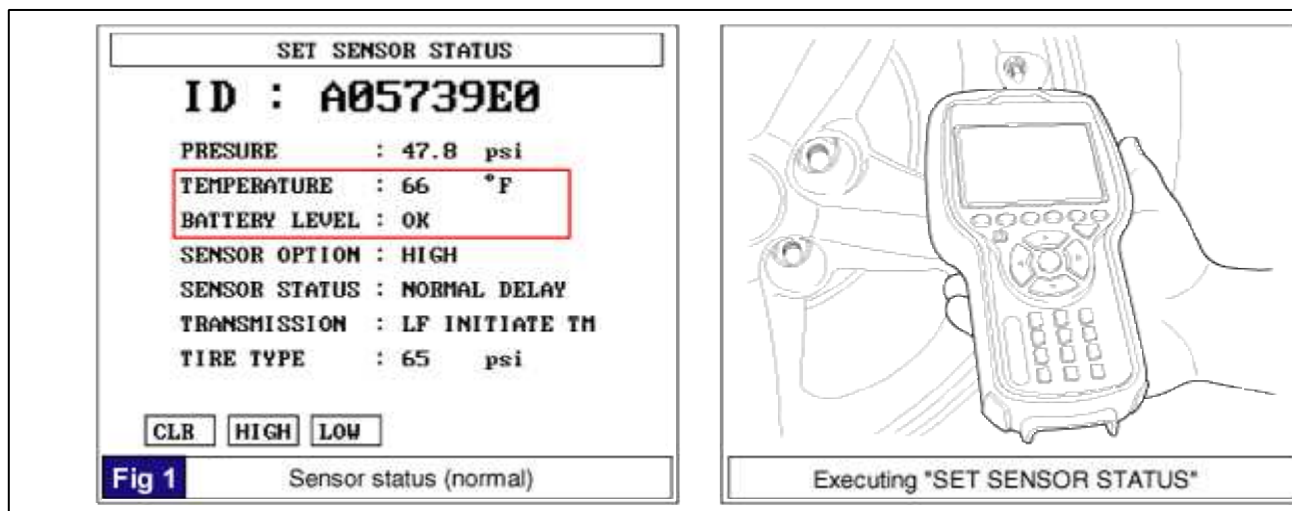 SET SENSOR STATUS
ID : A05739E0
PRESURE : 47.8 psi
TEMPERATURE : 66 °F
BATTERY LEVEL : OK
SENSOR OPTION : HIGH
SENSOR STATUS : NORMAL DELAY
TRANSMISSION : LF INITIATE TM
TIRE TYPE : 65 psi
CLR HIGH LOW
Fig 1 Sensor status (normal)
Executing "SET SENSOR STATUS"